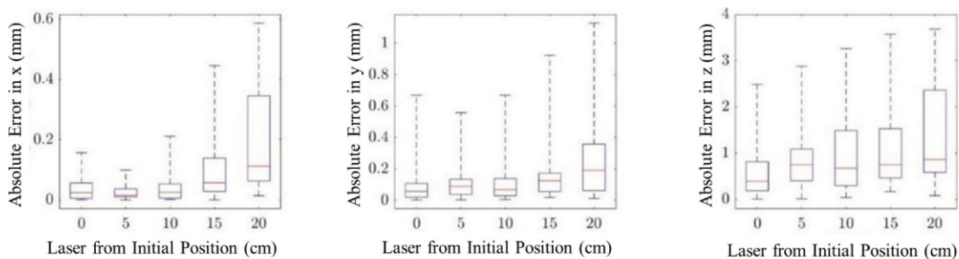 Absolute Error in x (mm)
0.6
0.4
0.2
0
0 5 10 15 20
Laser from Initial Position (cm)
Absolute Error in y (mm)
1
0.8
0.6
0.4
0.2
0
0 5 10 15 20
Laser from Initial Position (cm)
Absolute Error in z (mm)
4
3
2
1
0
0 5 10 15 20
Laser from Initial Position (cm)